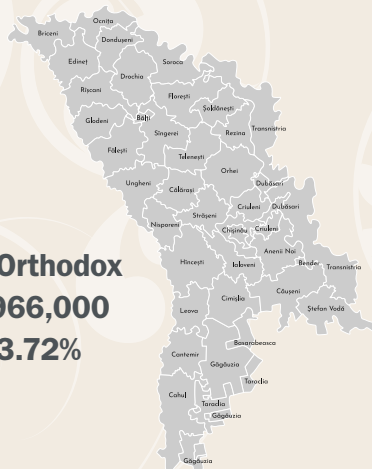 Ocnița
Briceni
Dondușeni
Edineț
Soroca
Drochia
Rîșcani
Florești
Șoldănești
Glodeni
Bălți
Sîngerei
Rezina
Transnistria
Fălești
Telenești
Orhei
Ungheni
Călărași
Dubăsari
Criuleni
Dubăsari
Strășeni
Nisporeni
Chișinău
Criuleni
Anenii Noi
Hîncești
Ialoveni
Bender
Transnistria
Orthodox
Căușeni
Cimișlia
966,000
Leova
Ștefan Vodă
3.72%
Basarabeasca
Cantemir
Găgăuzia
Taraclia
Cahul
Taraclia
Găgăuzia
Găgăuzia